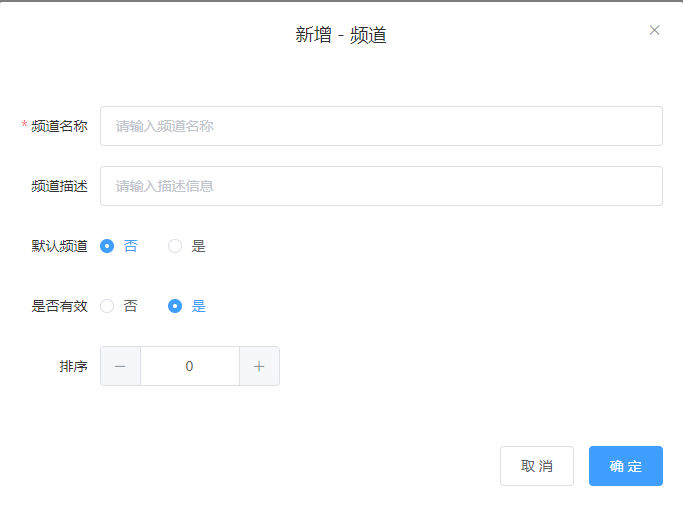 新增 - 频道
* 频道名称 请输入频道名称
频道描述 请输入描述信息
默认频道 否 是
是否有效 否 是
排序 0
取 消 确 定